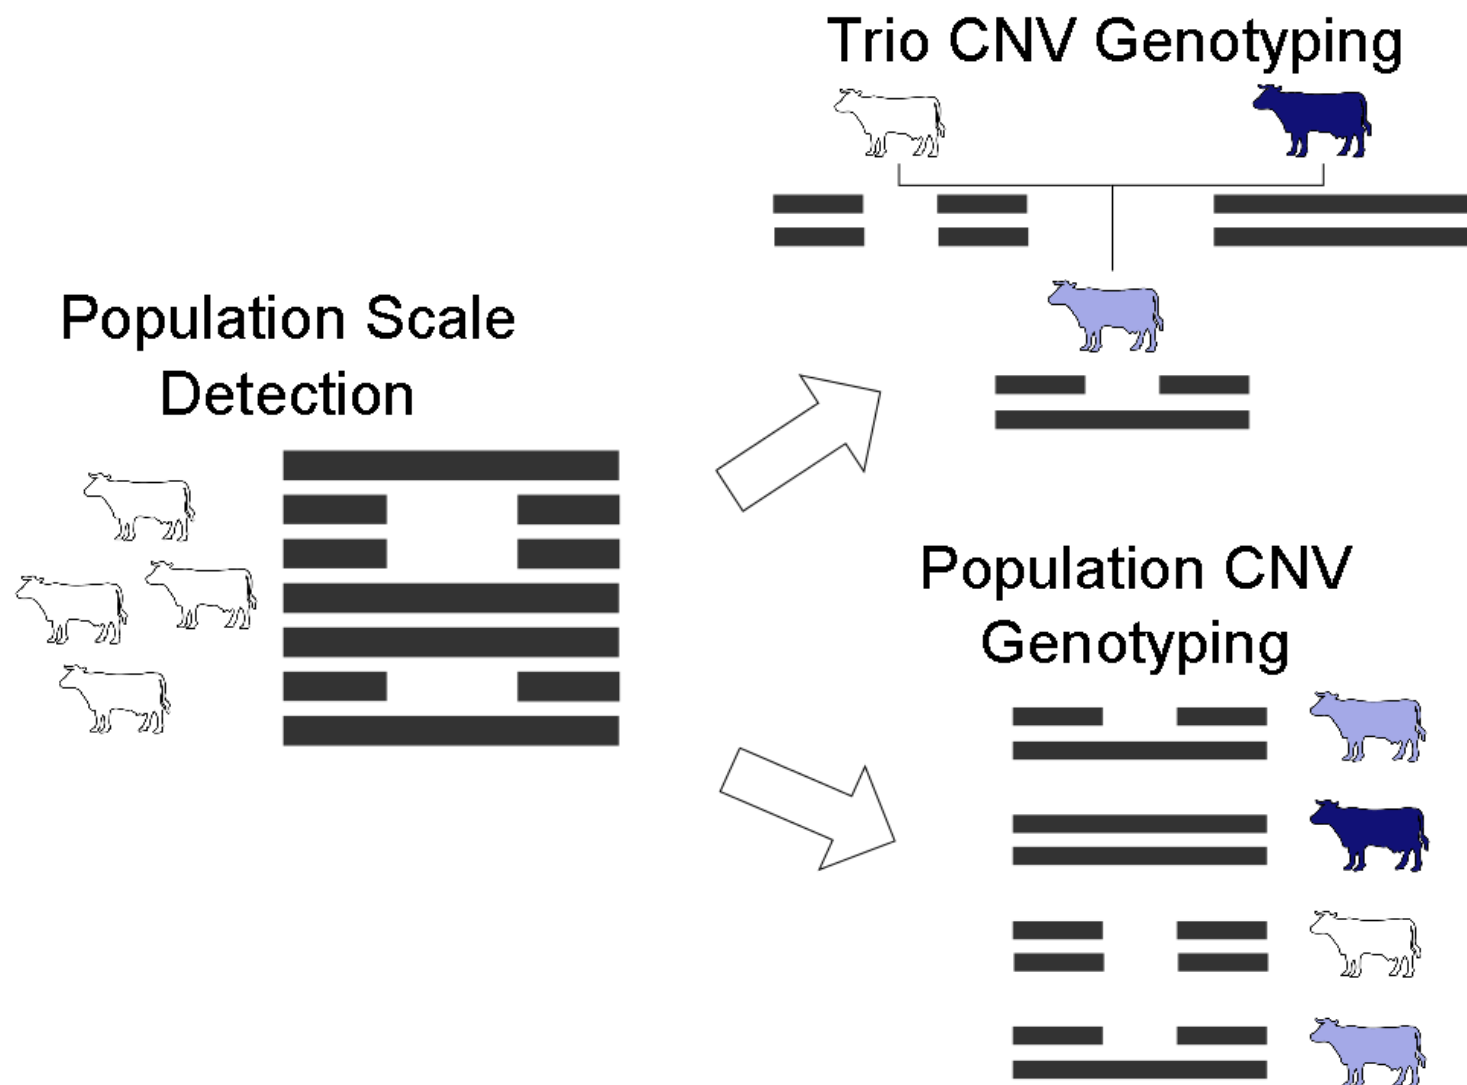 Trio CNV Genotyping
Population Scale
Detection
Population CNV
Genotyping